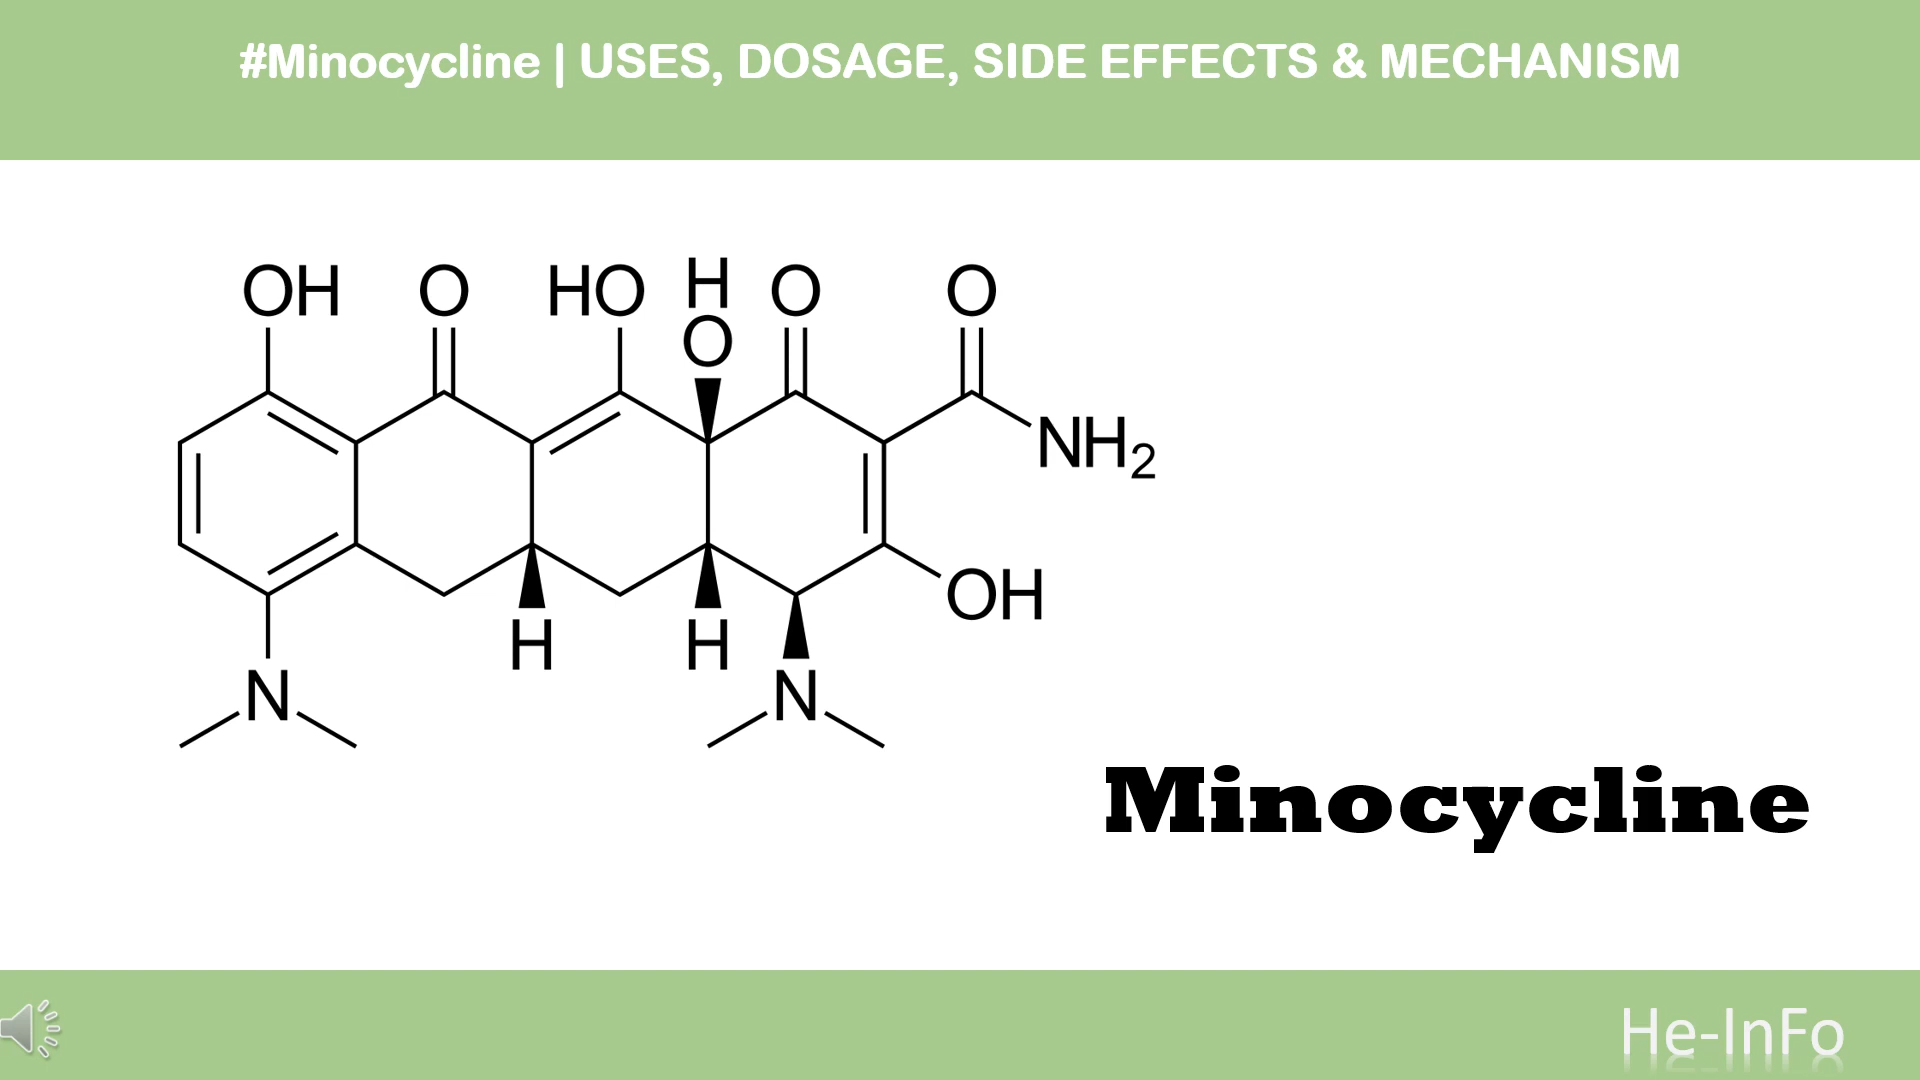 #Minocycline | USES, DOSAGE, SIDE EFFECTS & MECHANISM
OH O HO H O O O
NH2
OH
H H
N N
Minocycline
He-InFo